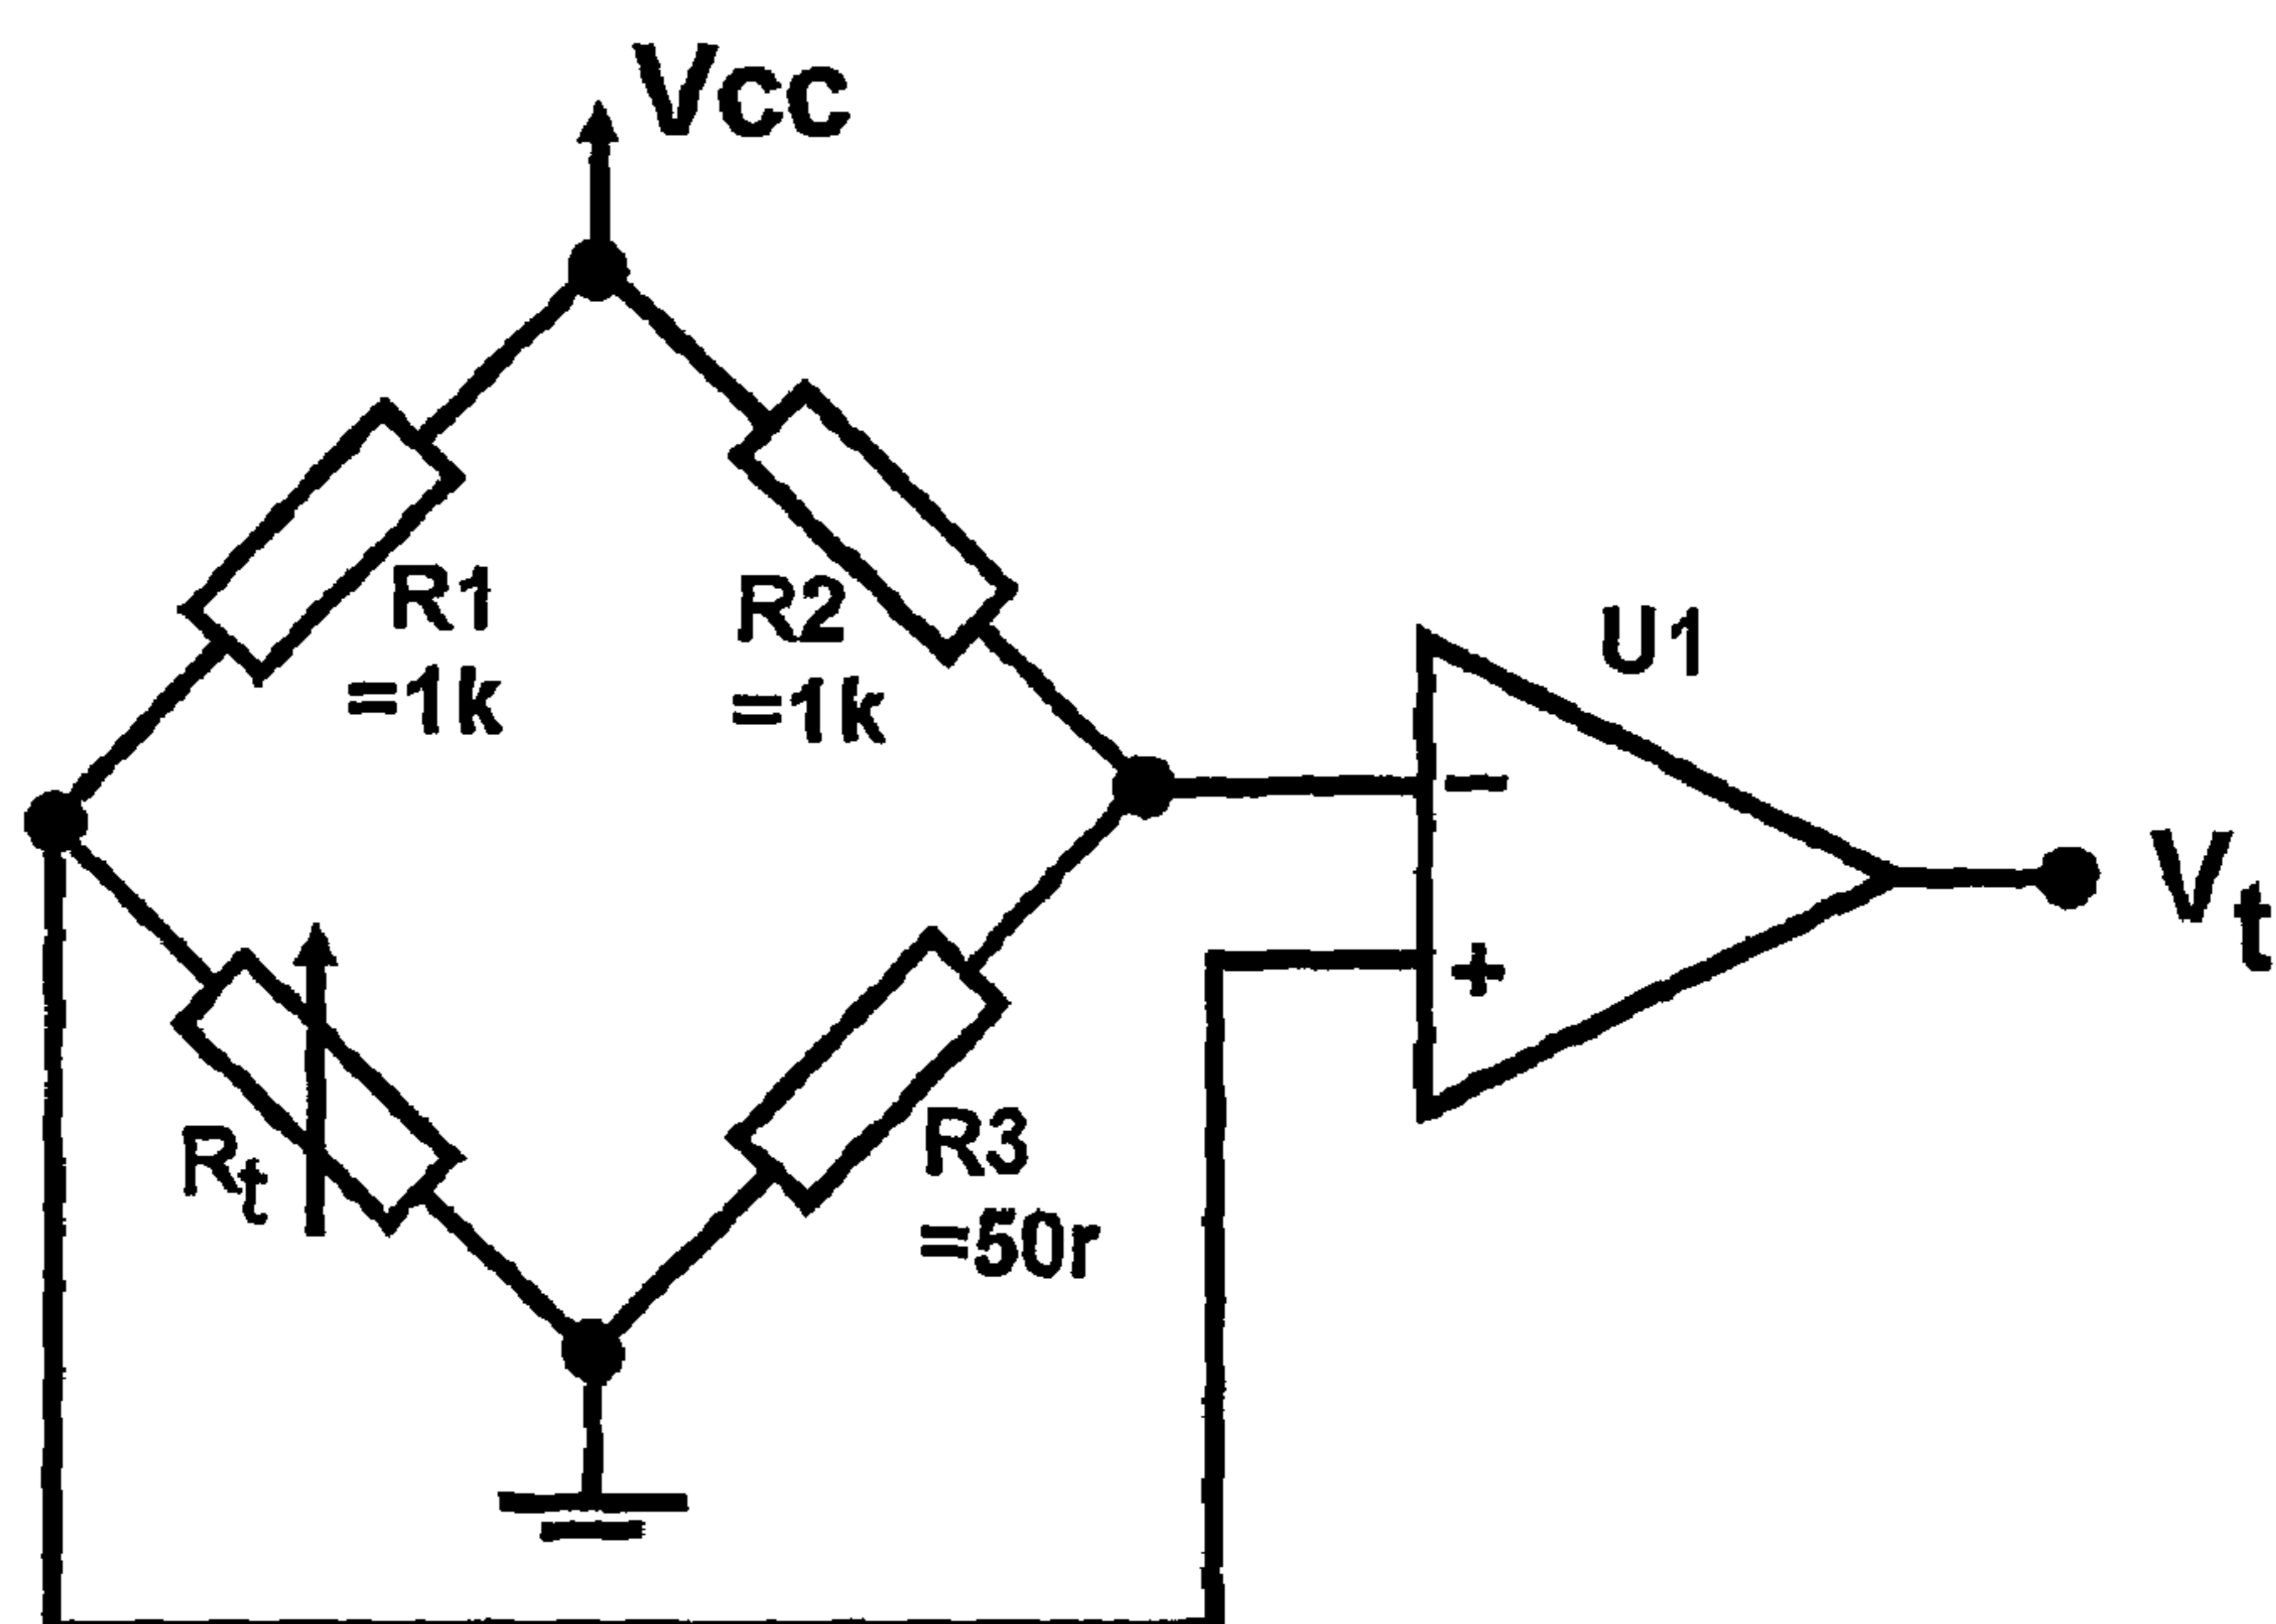 Vcc
R1
=1k
R2
=1k
U1
−
+
Vt
Rt
R3
=50r